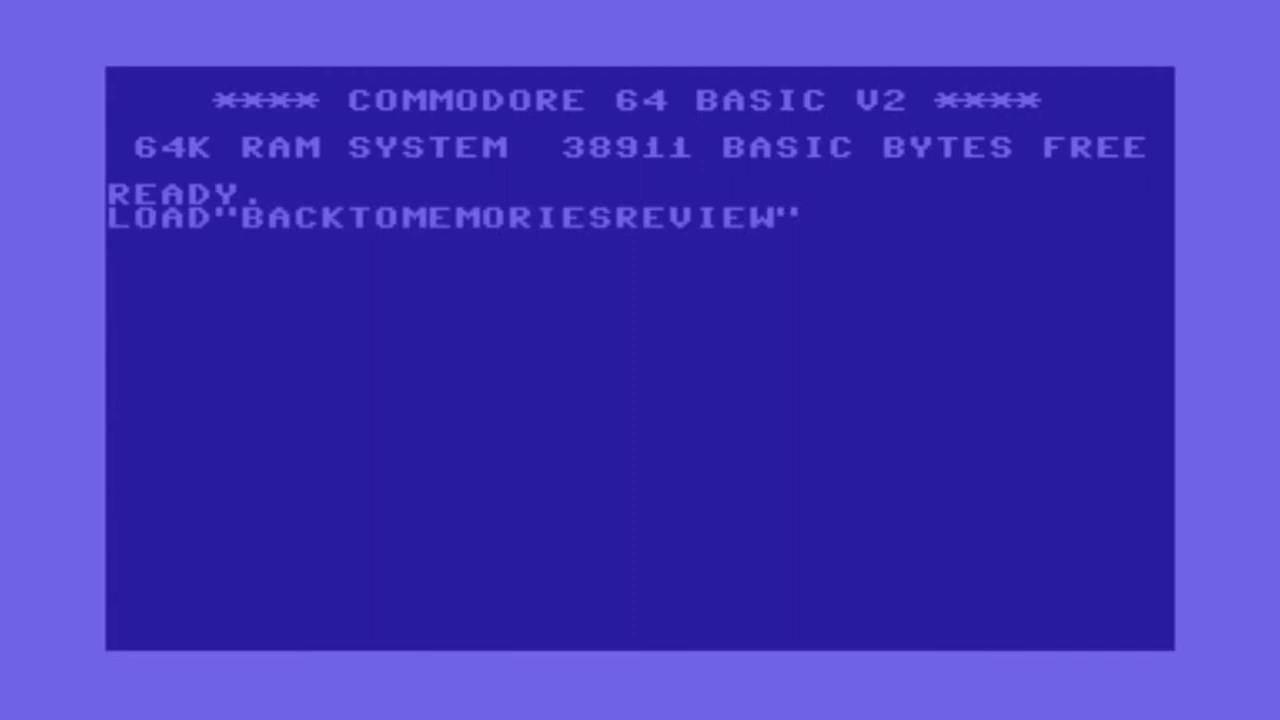 **** COMMODORE 64 BASIC V2 ****
64K RAM SYSTEM  38911 BASIC BYTES FREE
READY.
LOAD"BACKTOMEMORIESREVIEW"